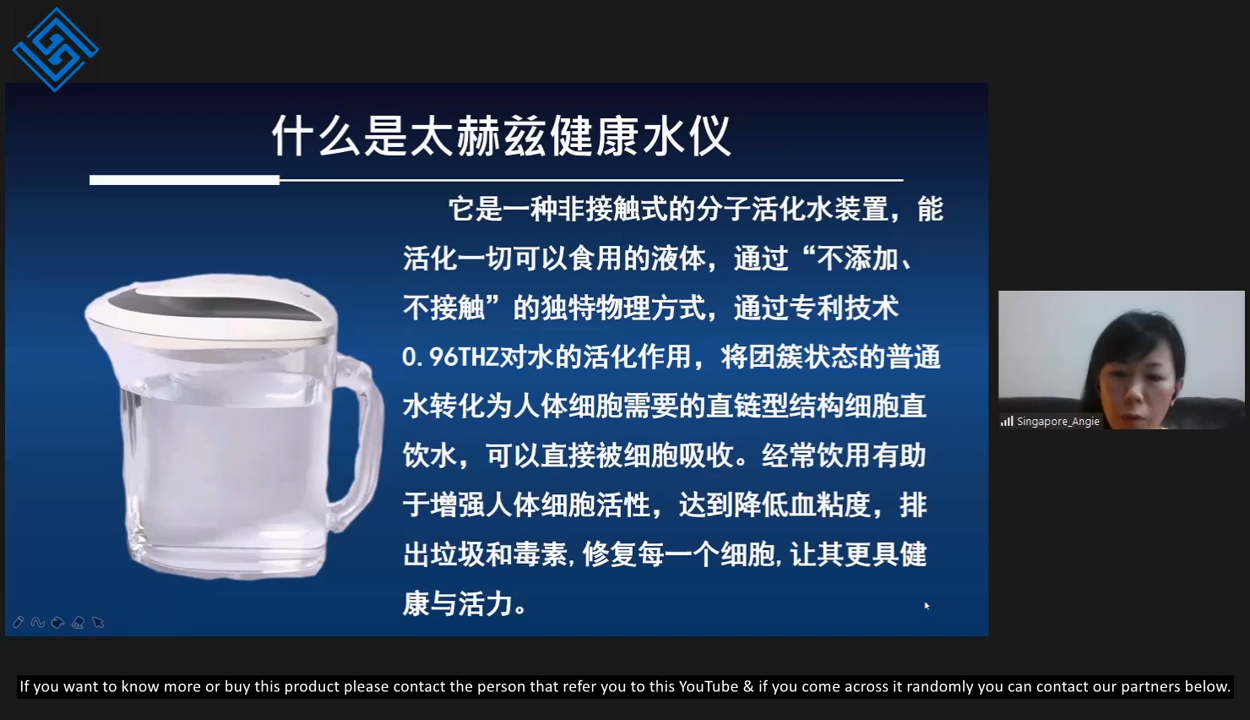 什么是太赫兹健康水仪
它是一种非接触式的分子活化水装置，能
活化一切可以食用的液体，通过“不添加、
不接触”的独特物理方式，通过专利技术
0.96THZ对水的活化作用，将团簇状态的普通
水转化为人体细胞需要的直链型结构细胞直
饮水，可以直接被细胞吸收。经常饮用有助
于增强人体细胞活性，达到降低血粘度，排
出垃圾和毒素,修复每一个细胞,让其更具健
康与活力。
Singapore_Angie
If you want to know more or buy this product please contact the person that refer you to this YouTube & if you come across it randomly you can contact our partners below.